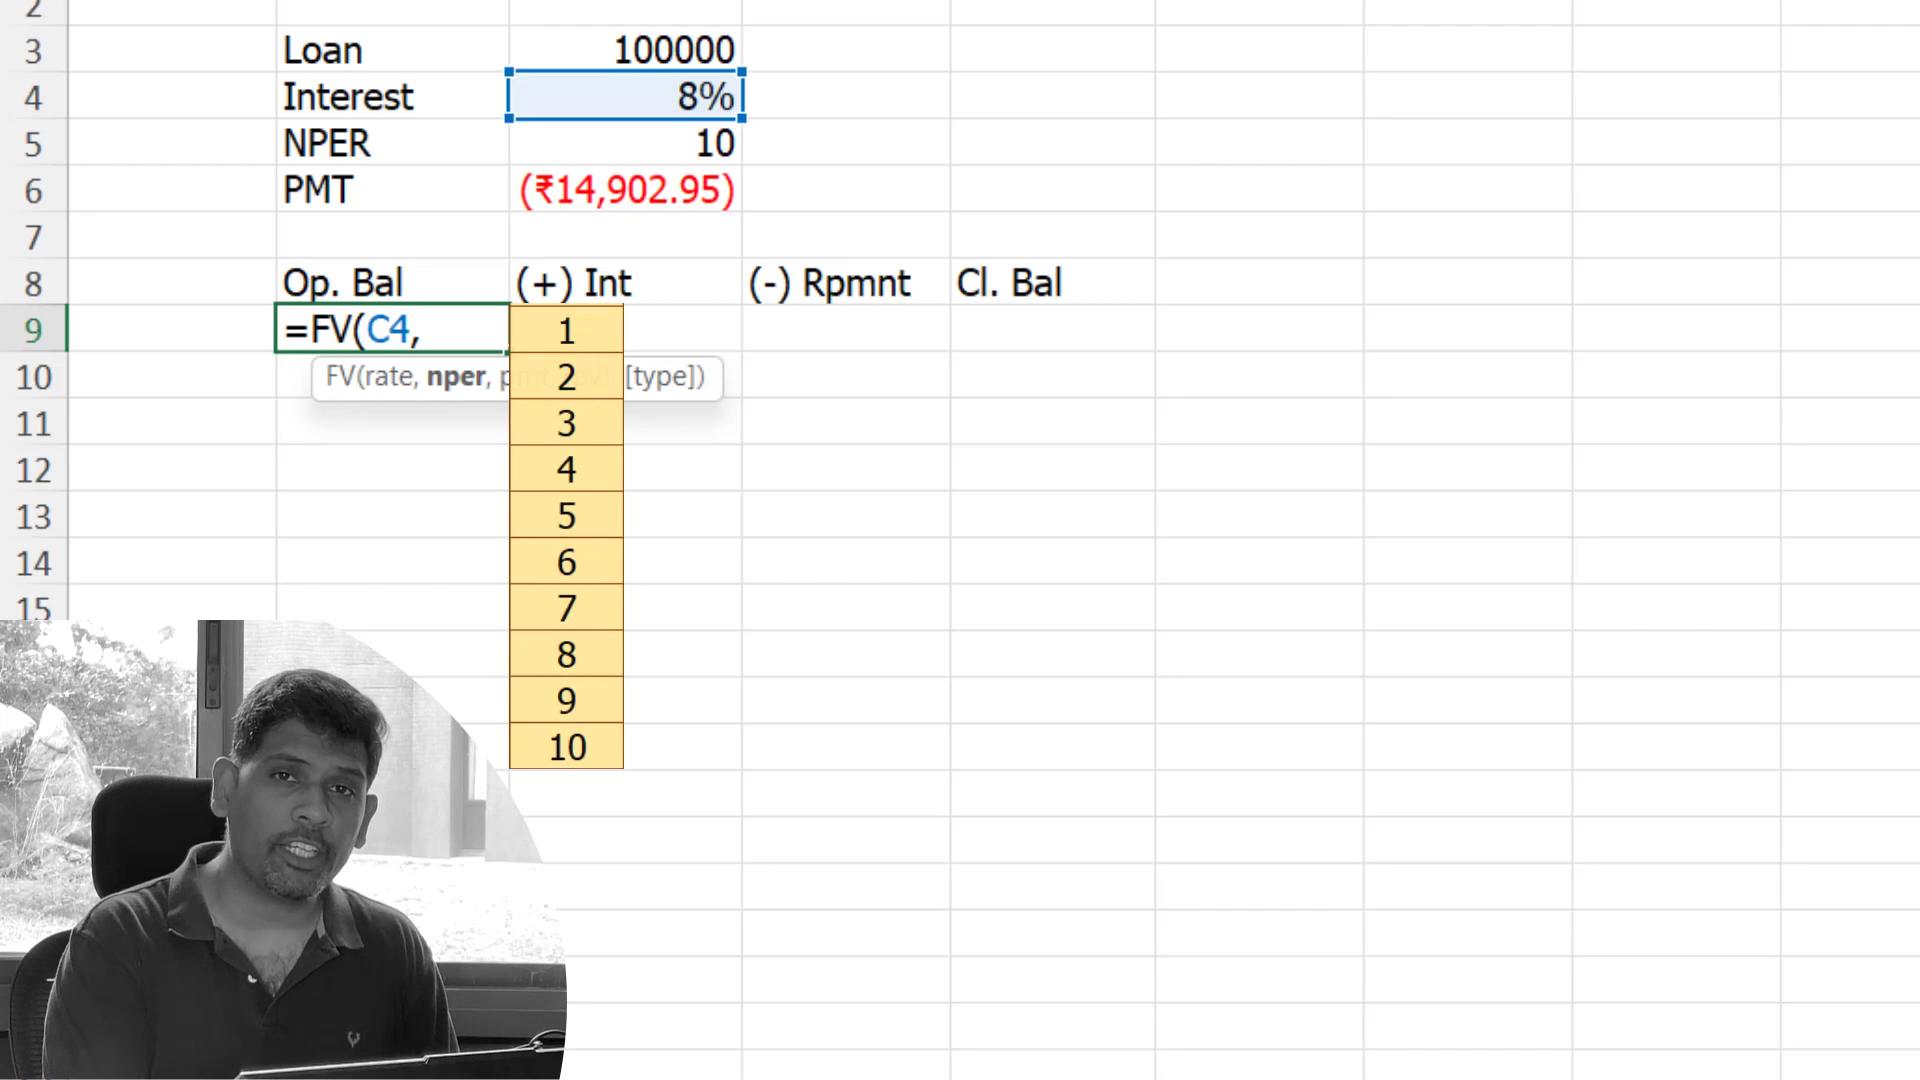 2
3 Loan 100000
4 Interest 8%
5 NPER 10
6 PMT (₹14,902.95)
7
8 Op. Bal (+) Int (-) Rpmnt Cl. Bal
9 =FV(C4, 1
10 FV(rate, nper, 2 [type])
11 3
12 4
13 5
14 6
15 7
8
9
10